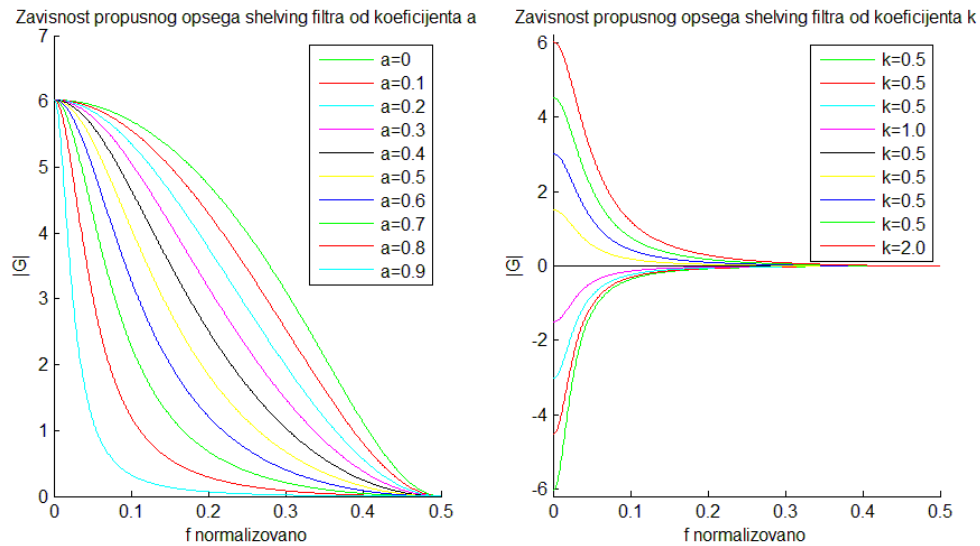 Zavisnost propusnog opsega shelving filtra od koeficijenta a
7
6
5
4
3
2
1
0
|G|
0
0.1
0.2
0.3
0.4
0.5
f normalizovano
a=0
a=0.1
a=0.2
a=0.3
a=0.4
a=0.5
a=0.6
a=0.7
a=0.8
a=0.9
Zavisnost propusnog opsega shelving filtra od koeficijenta k
6
4
2
0
-2
-4
-6
|G|
0
0.1
0.2
0.3
0.4
0.5
f normalizovano
k=0.5
k=0.5
k=0.5
k=1.0
k=0.5
k=0.5
k=0.5
k=0.5
k=2.0